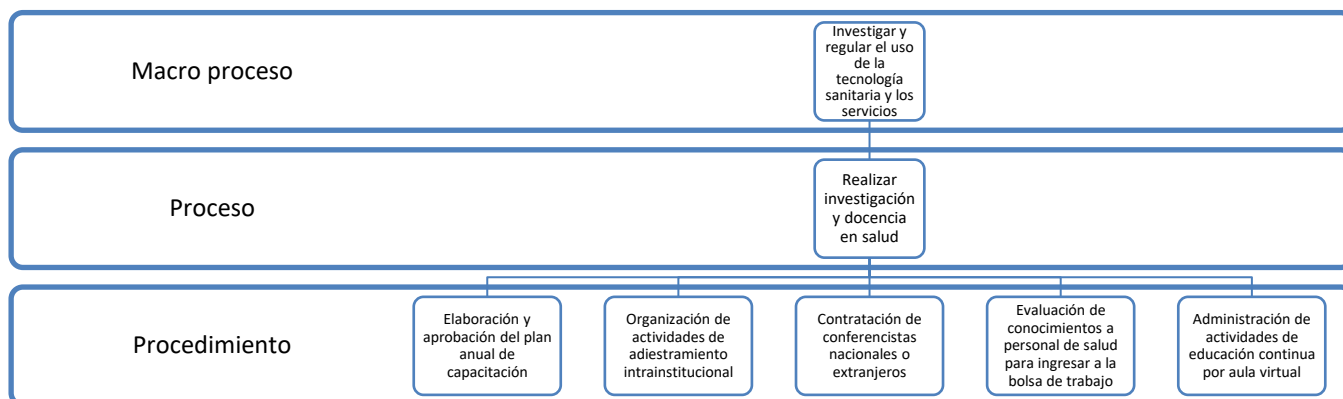 Macro proceso
Investigar y
regular el uso
de la
tecnología
sanitaria y los
servicios
Proceso
Realizar
investigación
y docencia
en salud
Procedimiento
Elaboración y
aprobación del plan
anual de
capacitación
Organización de
actividades de
adiestramiento
intrainstitucional
Contratación de
conferencistas
nacionales o
extranjeros
Evaluación de
conocimientos a
personal de salud
para ingresar a la
bolsa de trabajo
Administración de
actividades de
educación continua
por aula virtual